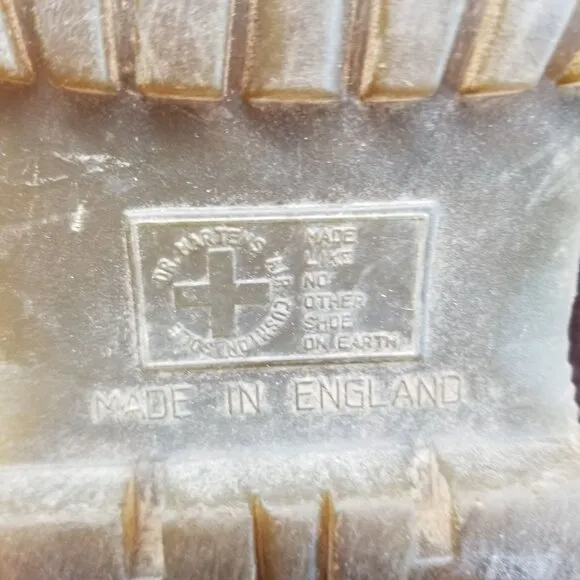 DR. MARTENS AIR-CUSHION SOLE
MADE
LIKE
NO
OTHER
SHOE
ON EARTH
MADE IN ENGLAND